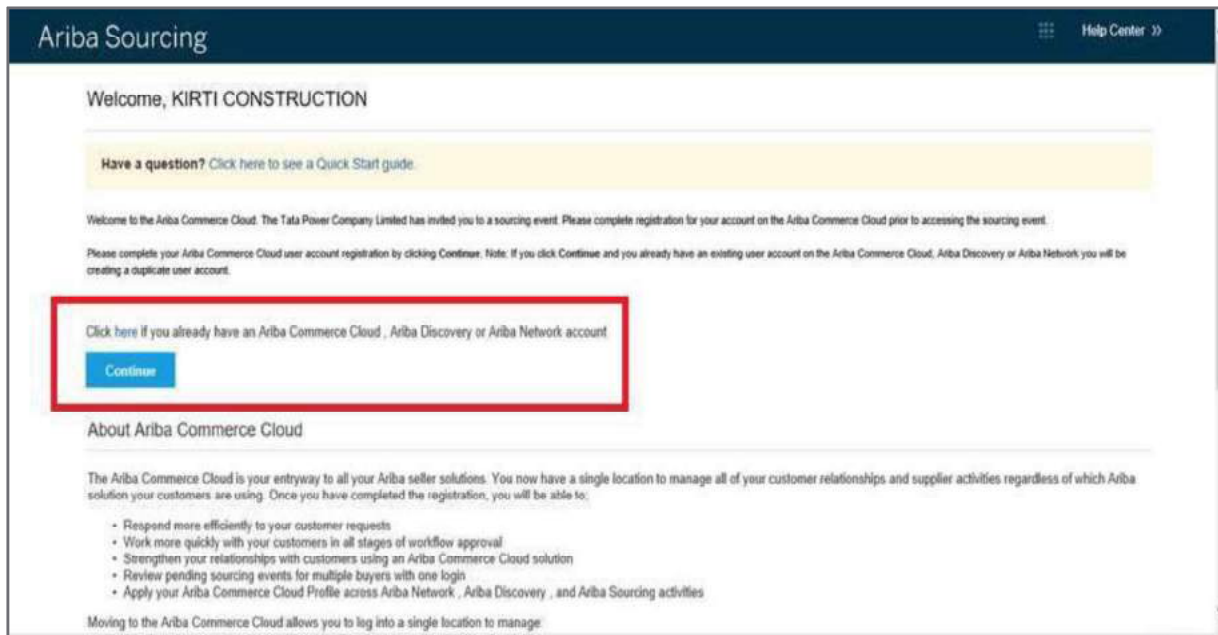 Ariba Sourcing
Help Center »
Welcome, KIRTI CONSTRUCTION
Have a question? Click here to see a Quick Start guide.
Welcome to the Ariba Commerce Cloud. The Tata Power Company Limited has invited you to a sourcing event. Please complete registration for your account on the Ariba Commerce Cloud prior to accessing the sourcing event.
Please complete your Ariba Commerce Cloud user account registration by clicking Continue. Note: If you click Continue and you already have an existing user account on the Ariba Commerce Cloud, Ariba Discovery or Ariba Network you will be
creating a duplicate user account.
Click here if you already have an Ariba Commerce Cloud , Ariba Discovery or Ariba Network account
Continue
About Ariba Commerce Cloud
The Ariba Commerce Cloud is your entryway to all your Ariba seller solutions. You now have a single location to manage all of your customer relationships and supplier activities regardless of which Ariba
solution your customers are using. Once you have completed the registration, you will be able to:
• Respond more efficiently to your customer requests
• Work more quickly with your customers in all stages of workflow approval
• Strengthen your relationships with customers using an Ariba Commerce Cloud solution
• Review pending sourcing events for multiple buyers with one login
• Apply your Ariba Commerce Cloud Profile across Ariba Network , Ariba Discovery , and Ariba Sourcing activities
Moving to the Ariba Commerce Cloud allows you to log into a single location to manage: